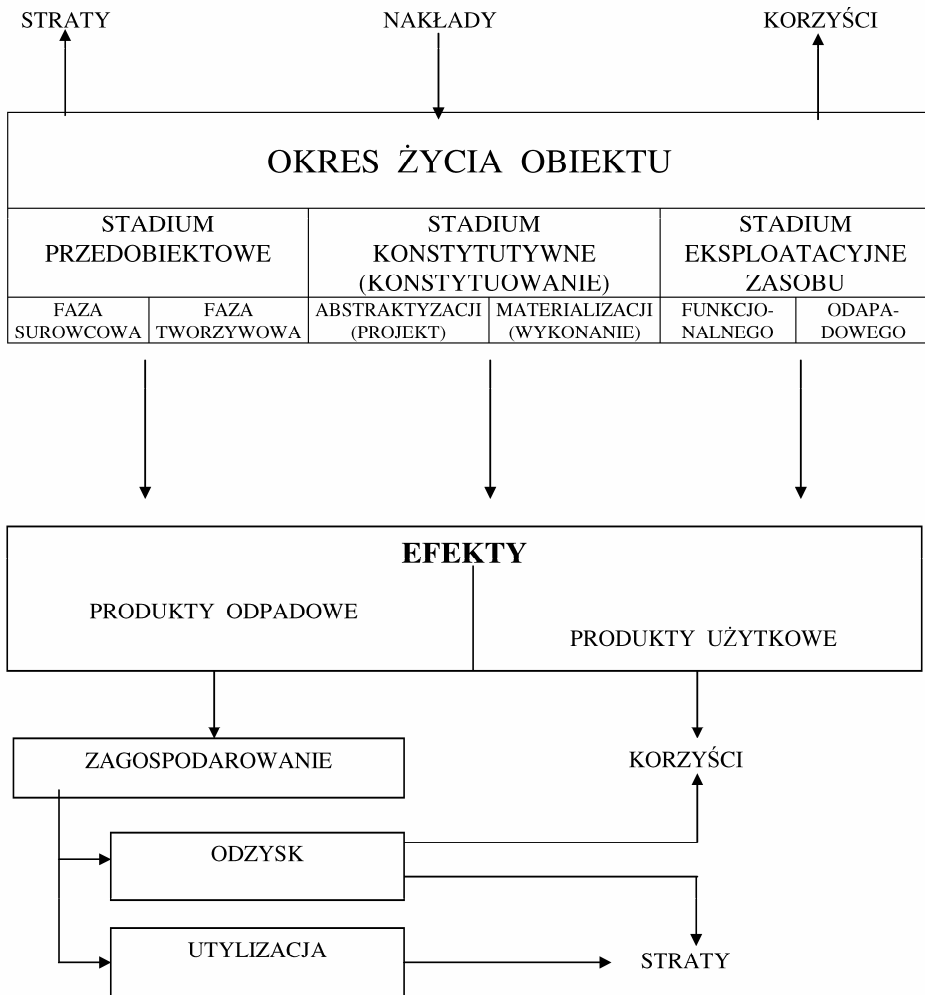 STRATY NAKŁADY KORZYŚCI
OKRES ŻYCIA OBIEKTU
STADIUM
PRZEDOBIEKTOWE
STADIUM
KONSTYTUTYWNE
(KONSTYTUOWANIE)
STADIUM
EKSPLOATACYJNE
ZASOBU
FAZA
SUROWCOWA
FAZA
TWORZYWOWA
ABSTRAKTYZACJI
(PROJEKT)
MATERIALIZACJI
(WYKONANIE)
FUNKCJO-
NALNEGO
ODAPA-
DOWEGO
EFEKTY
PRODUKTY ODPADOWE
PRODUKTY UŻYTKOWE
ZAGOSPODAROWANIE
KORZYŚCI
ODZYSK
UTYLIZACJA
STRATY